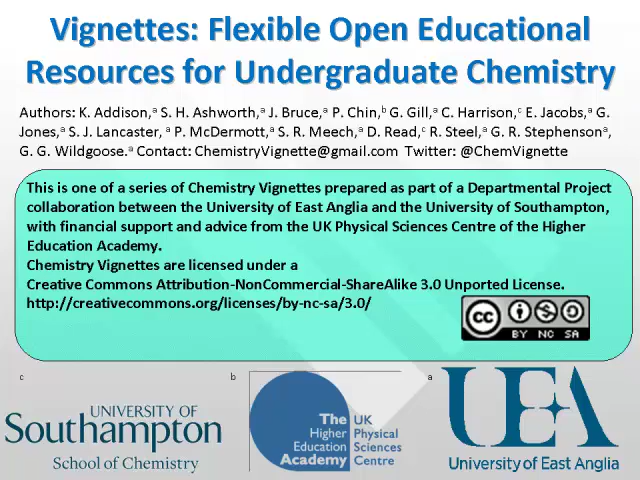 Vignettes: Flexible Open Educational
Resources for Undergraduate Chemistry
Authors: K. Addison,ᵃ S. H. Ashworth,ᵃ J. Bruce,ᵃ P. Chin,ᵇ G. Gill,ᵃ C. Harrison,ᶜ E. Jacobs,ᵃ G.
Jones,ᵃ S. J. Lancaster, ᵃ P. McDermott,ᵃ S. R. Meech,ᵃ D. Read,ᶜ R. Steel,ᵃ G. R. Stephensonᵃ,
G. G. Wildgoose.ᵃ Contact: ChemistryVignette@gmail.com Twitter: @ChemVignette
This is one of a series of Chemistry Vignettes prepared as part of a Departmental Project
collaboration between the University of East Anglia and the University of Southampton,
with financial support and advice from the UK Physical Sciences Centre of the Higher
Education Academy.
Chemistry Vignettes are licensed under a
Creative Commons Attribution-NonCommercial-ShareAlike 3.0 Unported License.
http://creativecommons.org/licenses/by-nc-sa/3.0/
cc
BY NC SA
c
UNIVERSITY OF
Southampton
School of Chemistry
b
The UK
Higher Physical
Education Sciences
Academy Centre
a
UEA
University of East Anglia